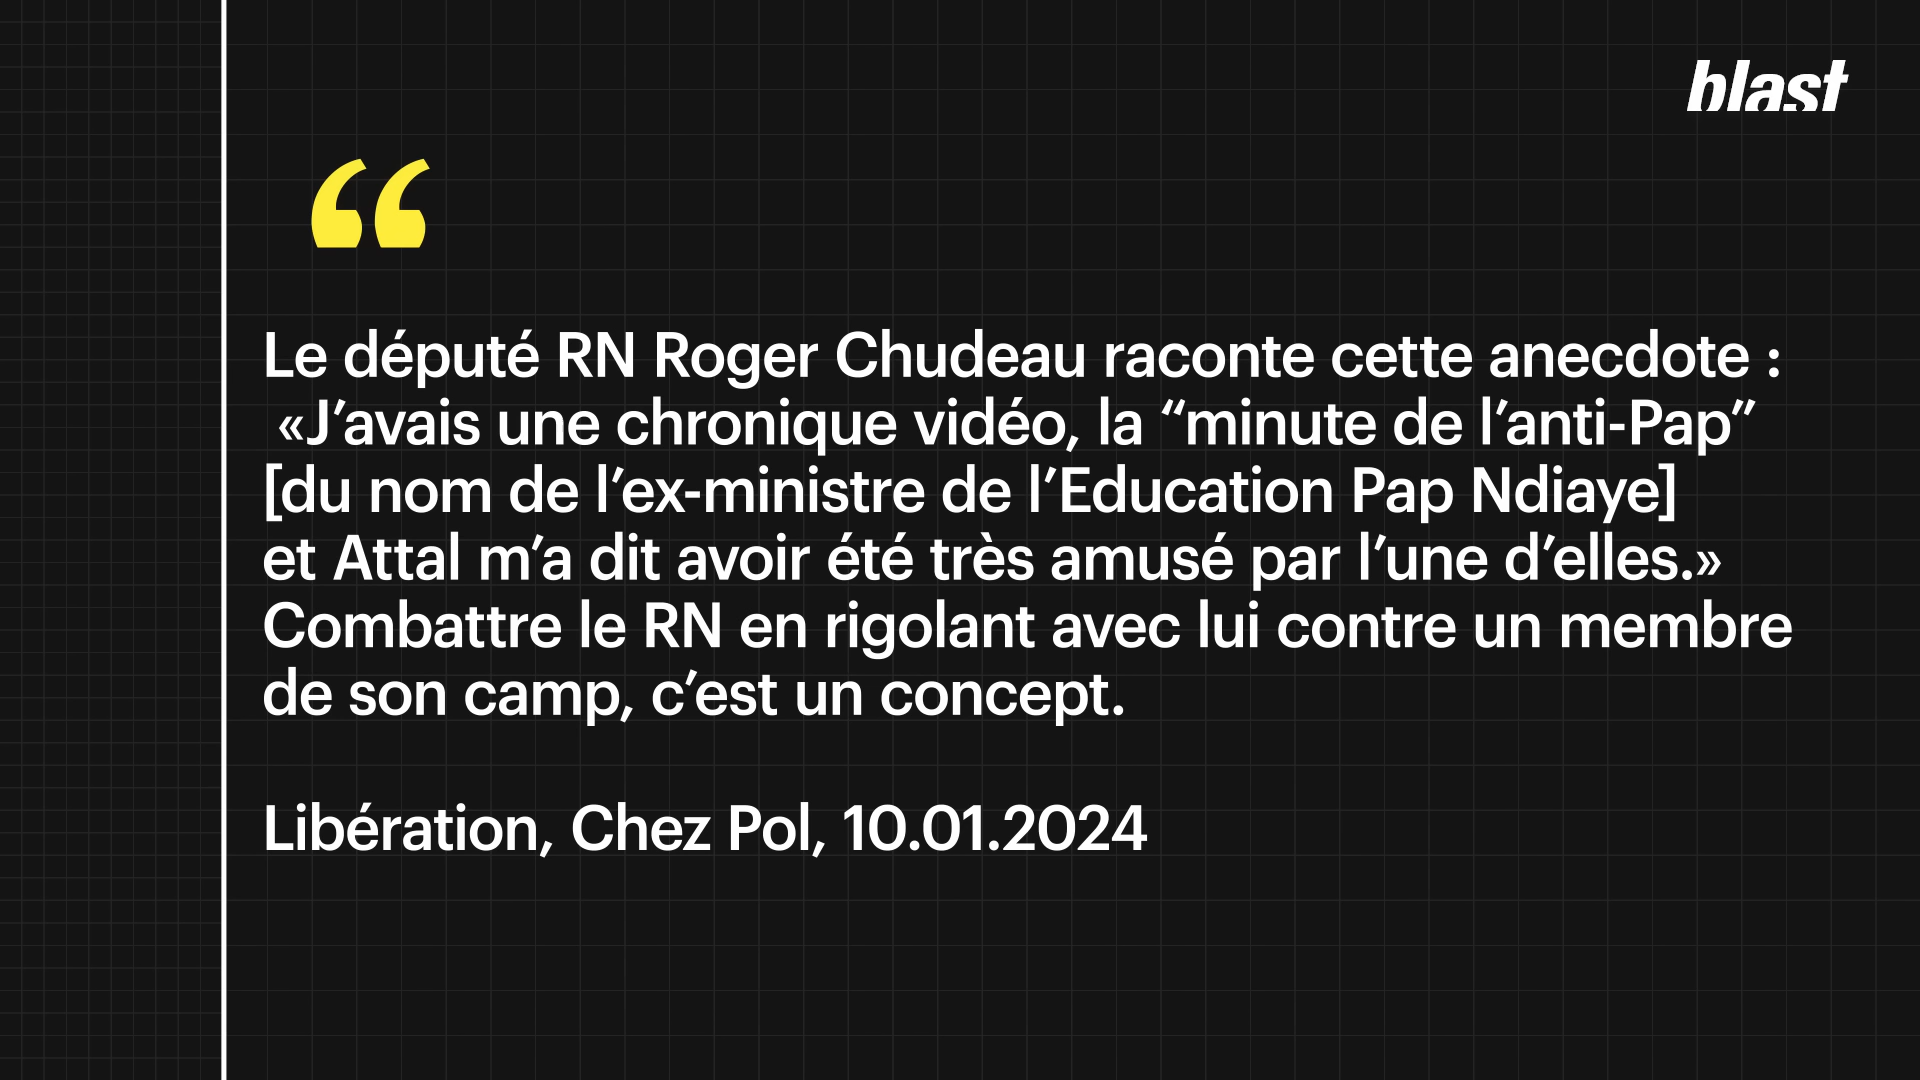 blast
“
Le député RN Roger Chudeau raconte cette anecdote :
«J’avais une chronique vidéo, la “minute de l’anti-Pap”
[du nom de l’ex-ministre de l’Education Pap Ndiaye]
et Attal m’a dit avoir été très amusé par l’une d’elles.»
Combattre le RN en rigolant avec lui contre un membre
de son camp, c’est un concept.
Libération, Chez Pol, 10.01.2024